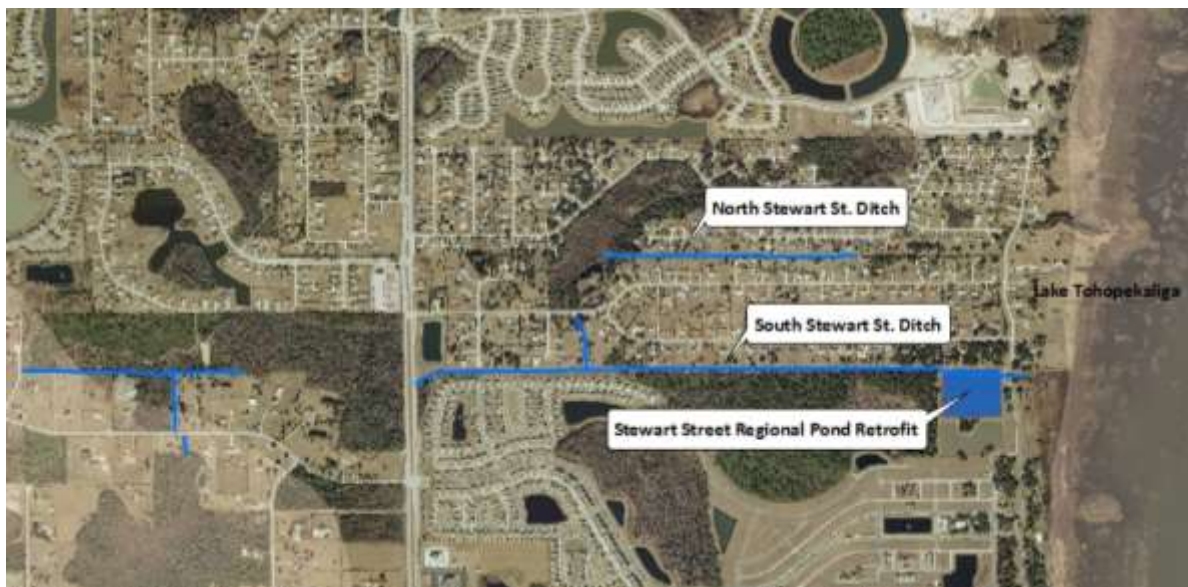 North Stewart St. Ditch
Lake Tohopekaliga
South Stewart St. Ditch
Stewart Street Regional Pond Retrofit